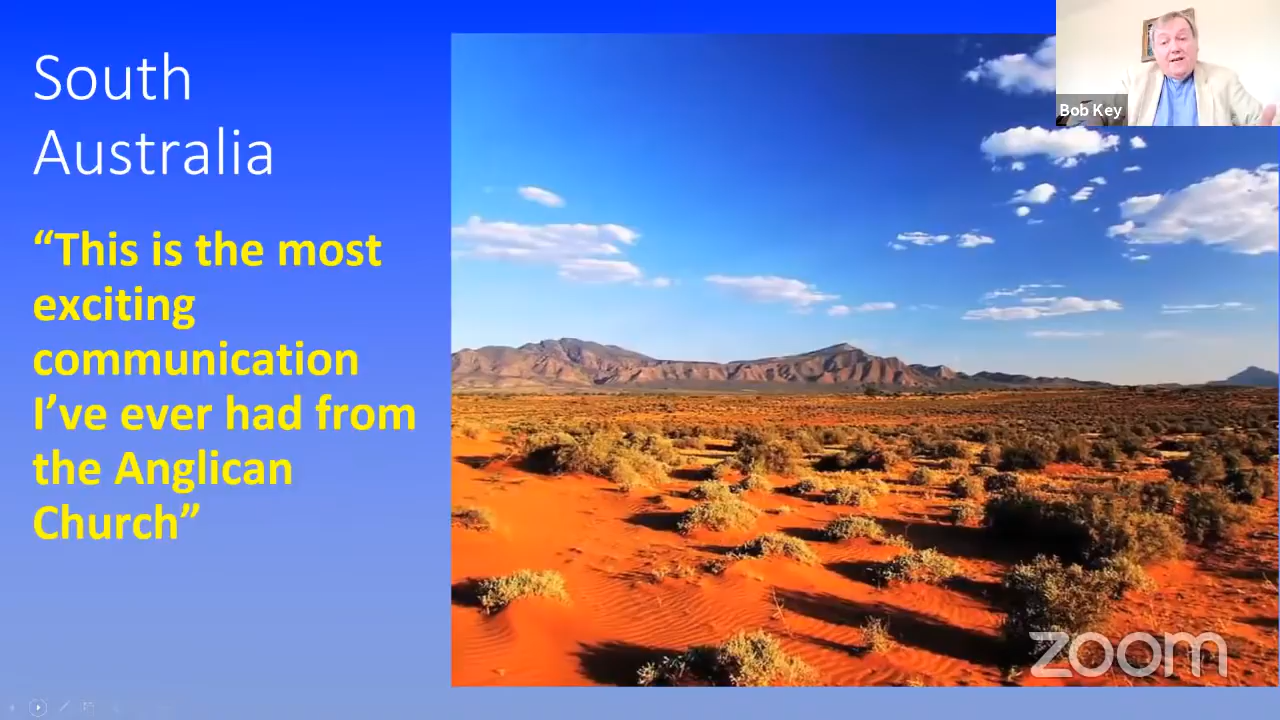 South
Australia
“This is the most
exciting
communication
I’ve ever had from
the Anglican
Church”
Bob Key
zoom